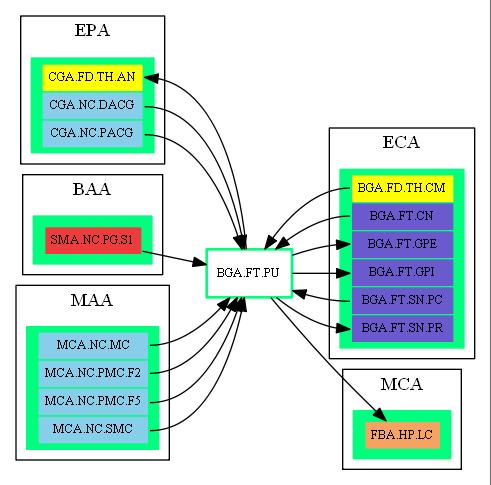 EPA
CGA.FD.TH.AN
CGA.NC.DACG
CGA.NC.PACG
BAA
SMA.NC.PG.S1
MAA
MCA.NC.MC
MCA.NC.PMC.F2
MCA.NC.PMC.F5
MCA.NC.SMC
BGA.FT.PU
ECA
BGA.FD.TH.CM
BGA.FT.CN
BGA.FT.GPE
BGA.FT.GPI
BGA.FT.SN.PC
BGA.FT.SN.PR
MCA
FBA.HP.LC